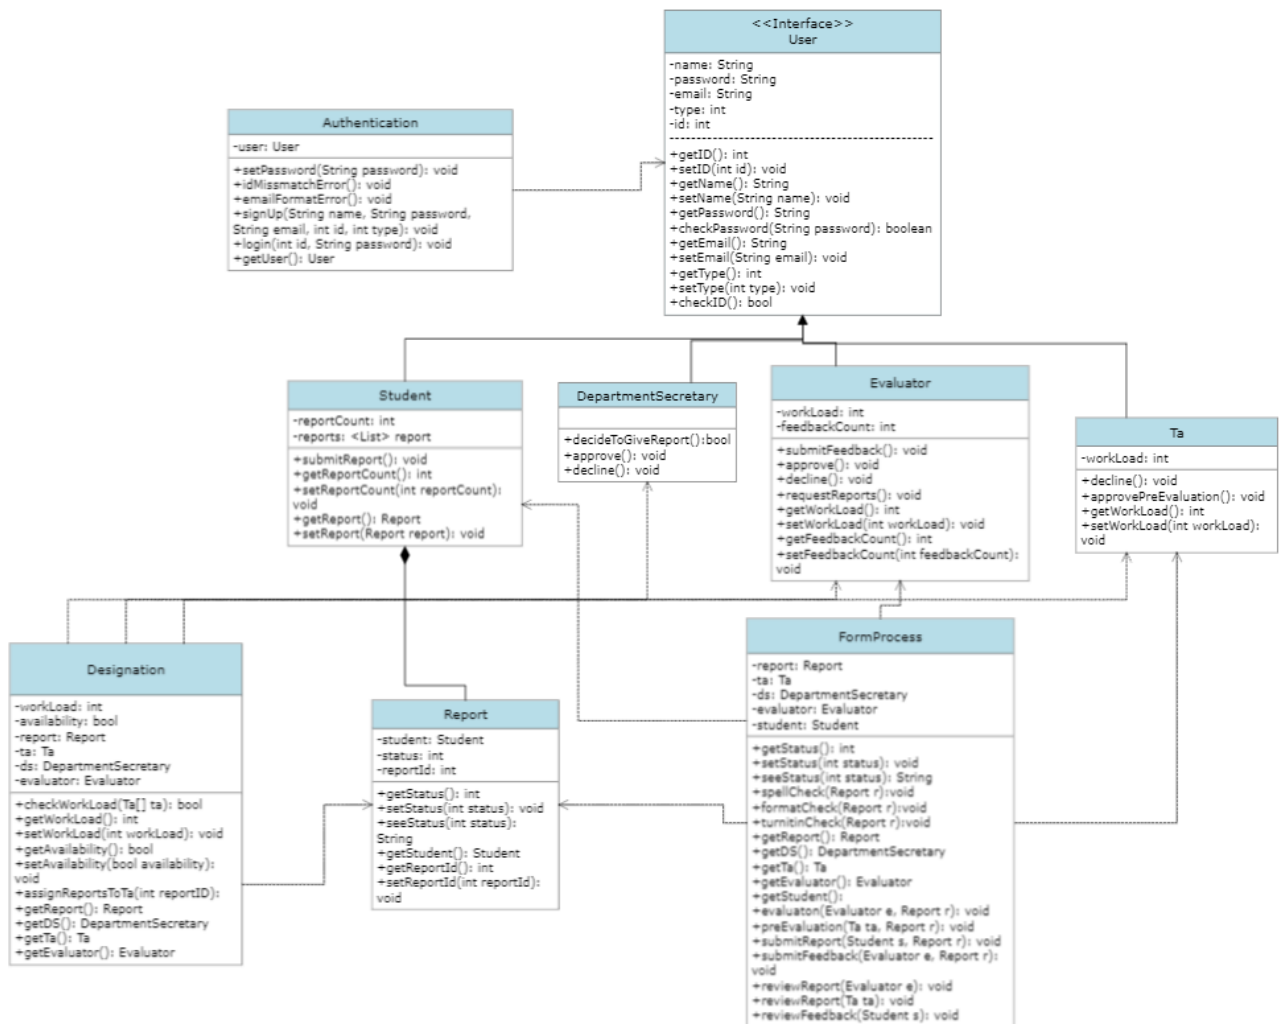 <<Interface>>
User
-name: String
-password: String
-email: String
-type: int
-id: int
+getID(): int
+setID(int id): void
+getName(): String
+setName(String name): void
+getPassword(): String
+checkPassword(String password): boolean
+getEmail(): String
+setEmail(String email): void
+getType(): int
+setType(int type): void
+checkID(): bool
Authentication
-user: User
+setPassword(String password): void
+idMissmatchError(): void
+emailFormatError(): void
+signUp(String name, String password,
String email, int id, int type): void
+login(int id, String password): void
+getUser(): User
Student
-reportCount: int
-reports: <List> report
+submitReport(): void
+getReportCount(): int
+setReportCount(int reportCount):
void
+getReport(): Report
+setReport(Report report): void
DepartmentSecretary
+decideToGiveReport():bool
+approve(): void
+decline(): void
Evaluator
-workLoad: int
-feedbackCount: int
+submitFeedback(): void
+approve(): void
+decline(): void
+requestReports(): void
+getWorkLoad(): int
+setWorkLoad(int workLoad): void
+getFeedbackCount(): int
+setFeedbackCount(int feedbackCount):
void
Ta
-workLoad: int
+decline(): void
+approvePreEvaluation(): void
+getWorkLoad(): int
+setWorkLoad(int workLoad):
void
Designation
-workLoad: int
-availability: bool
-report: Report
-ta: Ta
-ds: DepartmentSecretary
-evaluator: Evaluator
+checkWorkLoad(Ta[] ta): bool
+getWorkLoad(): int
+setWorkLoad(int workLoad): void
+getAvailability(): bool
+setAvailability(bool availability):
void
+assignReportsToTa(int reportID):
+getReport(): Report
+getDS(): DepartmentSecretary
+getTa(): Ta
+getEvaluator(): Evaluator
Report
-student: Student
-status: int
-reportId: int
+getStatus(): int
+setStatus(int status): void
+seeStatus(int status):
String
+getStudent(): Student
+getReportId(): int
+setReportId(int reportId):
void
FormProcess
-report: Report
-ta: Ta
-ds: DepartmentSecretary
-evaluator: Evaluator
-student: Student
+getStatus(): int
+setStatus(int status): void
+seeStatus(int status): String
+spellCheck(Report r):void
+formatCheck(Report r):void
+turnitinCheck(Report r):void
+getReport(): Report
+getDS(): DepartmentSecretary
+getTa(): Ta
+getEvaluator(): Evaluator
+getStudent():
+evaluaton(Evaluator e, Report r): void
+preEvaluation(Ta ta, Report r): void
+submitReport(Student s, Report r): void
+submitFeedback(Evaluator e, Report r):
void
+reviewReport(Evaluator e): void
+reviewReport(Ta ta): void
+reviewFeedback(Student s): void